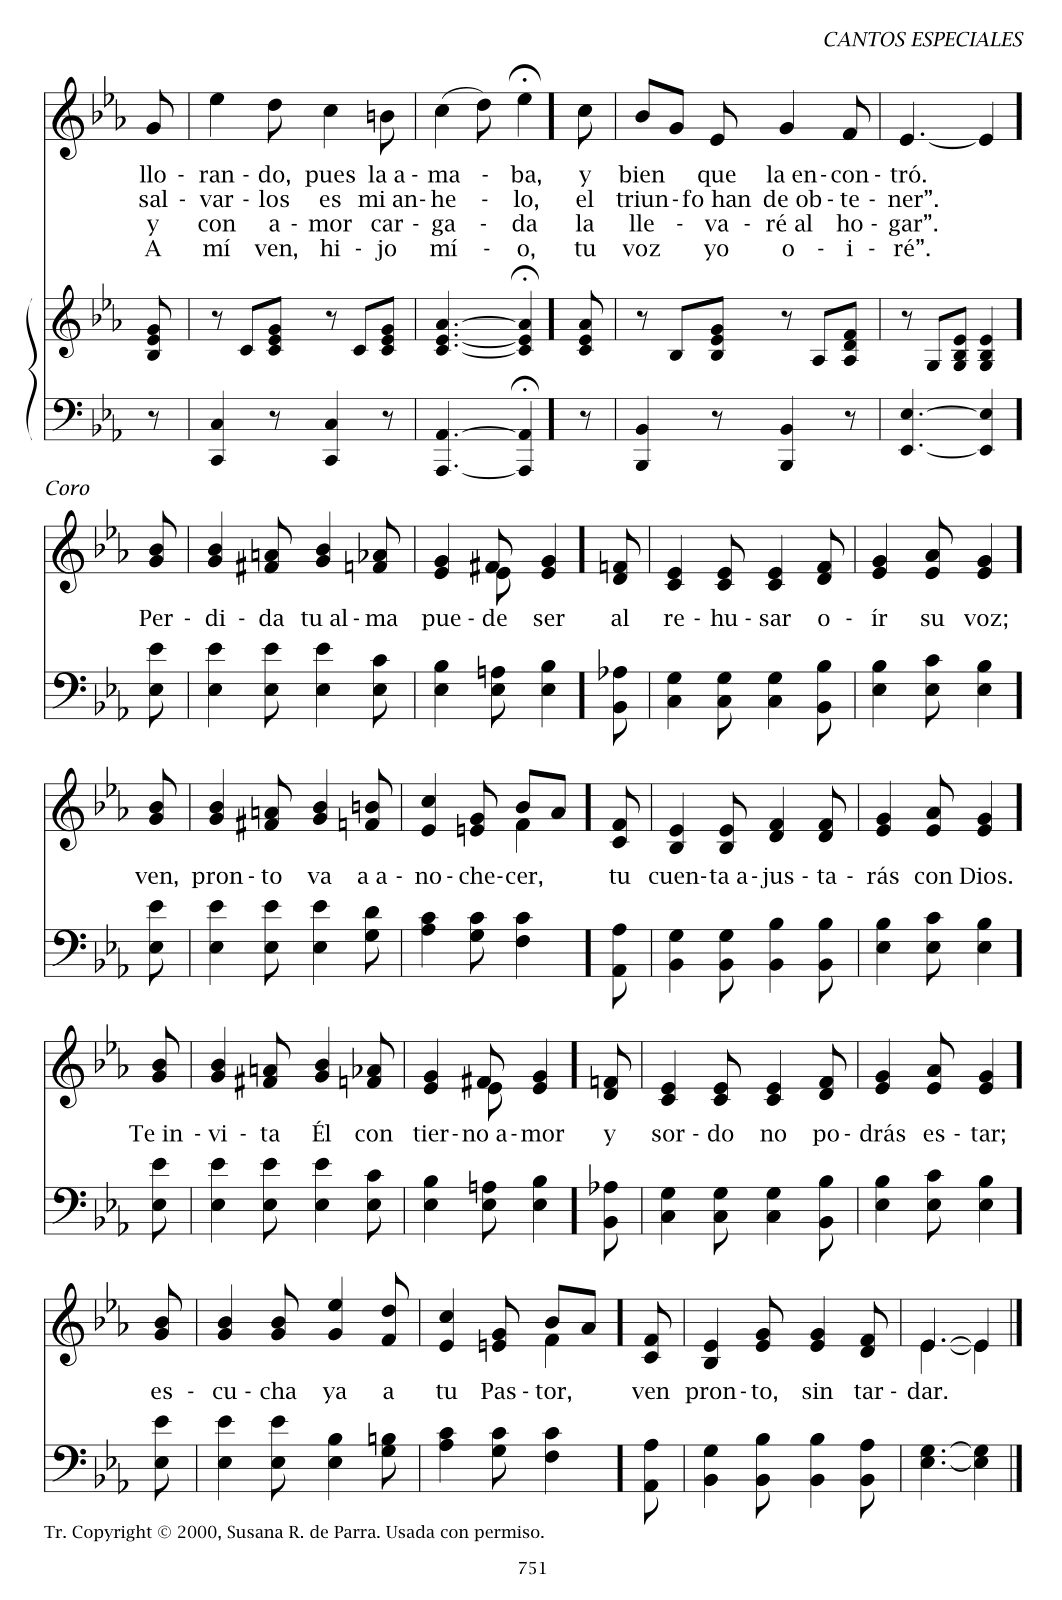 CANTOS ESPECIALES
llo - ran - do, pues la a - ma - ba, y bien que la en - con - tró.
sal - var - los es mi an - he - lo, el triun - fo han de ob - te - ner”.
y con a - mor car - ga - da la lle - va - ré al ho - gar”.
A mí ven, hi - jo mí - o, tu voz yo o - i - ré”.
Coro
Per - di - da tu al - ma pue - de ser al re - hu - sar o - ír su voz;
ven, pron - to va a a - no - che - cer, tu cuen - ta a - jus - ta - rás con Dios.
Te in - vi - ta Él con tier - no a - mor y sor - do no po - drás es - tar;
es - cu - cha ya a tu Pas - tor, ven pron - to, sin tar - dar.
Tr. Copyright © 2000, Susana R. de Parra. Usada con permiso.
751